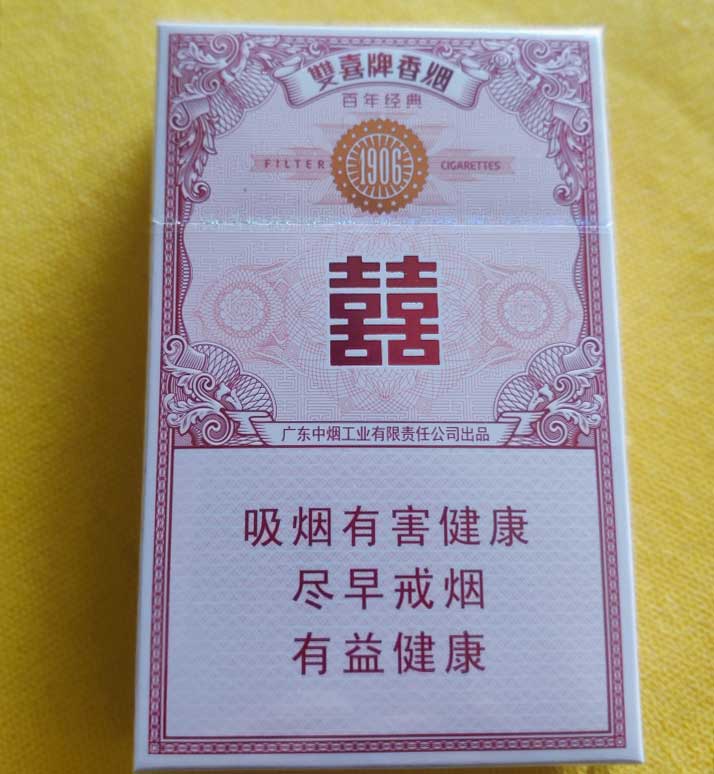 雙喜牌香烟
百年经典
FILTER 1906 CIGARETTES
囍
广东中烟工业有限责任公司出品
吸烟有害健康
尽早戒烟
有益健康